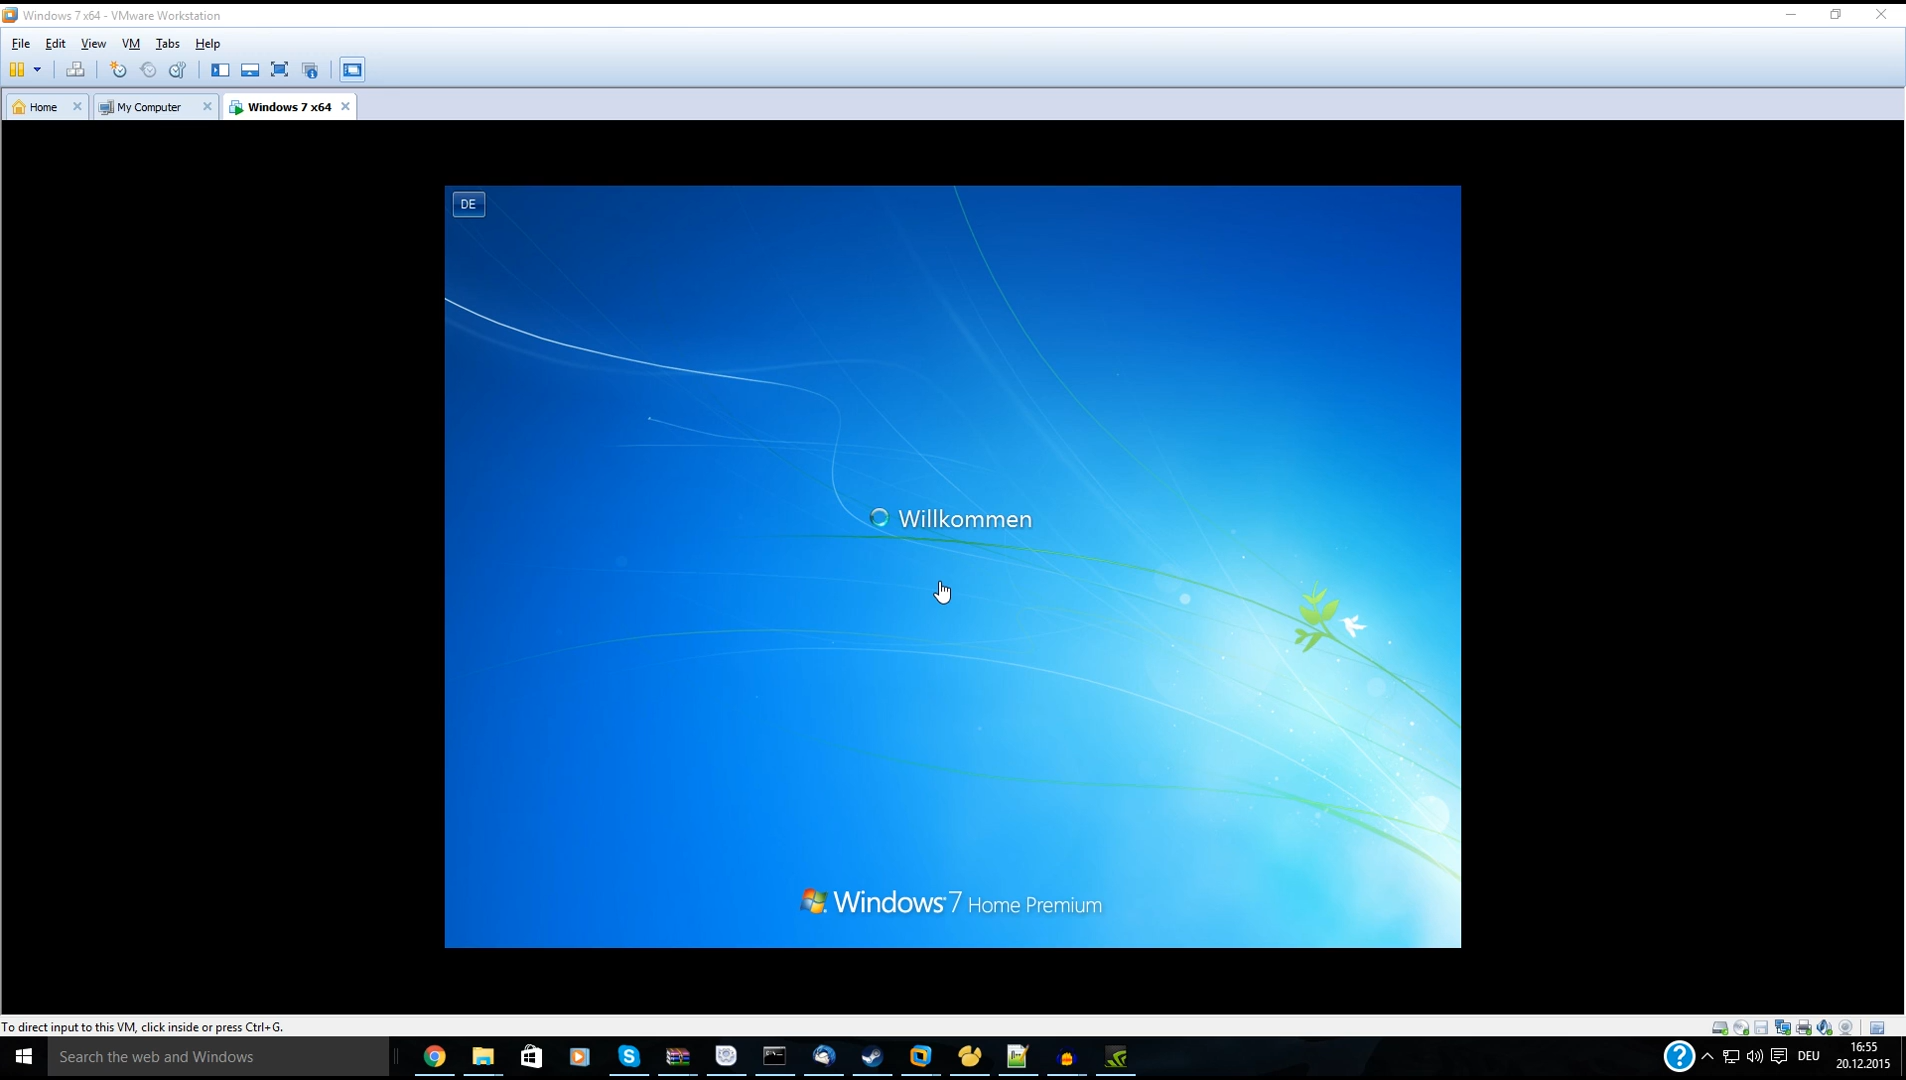 Windows 7 x64 - VMware Workstation
File Edit View VM Tabs Help
Home My Computer Windows 7 x64
DE
Willkommen
Windows 7 Home Premium
To direct input to this VM, click inside or press Ctrl+G.
Search the web and Windows
DEU
16:55
20.12.2015